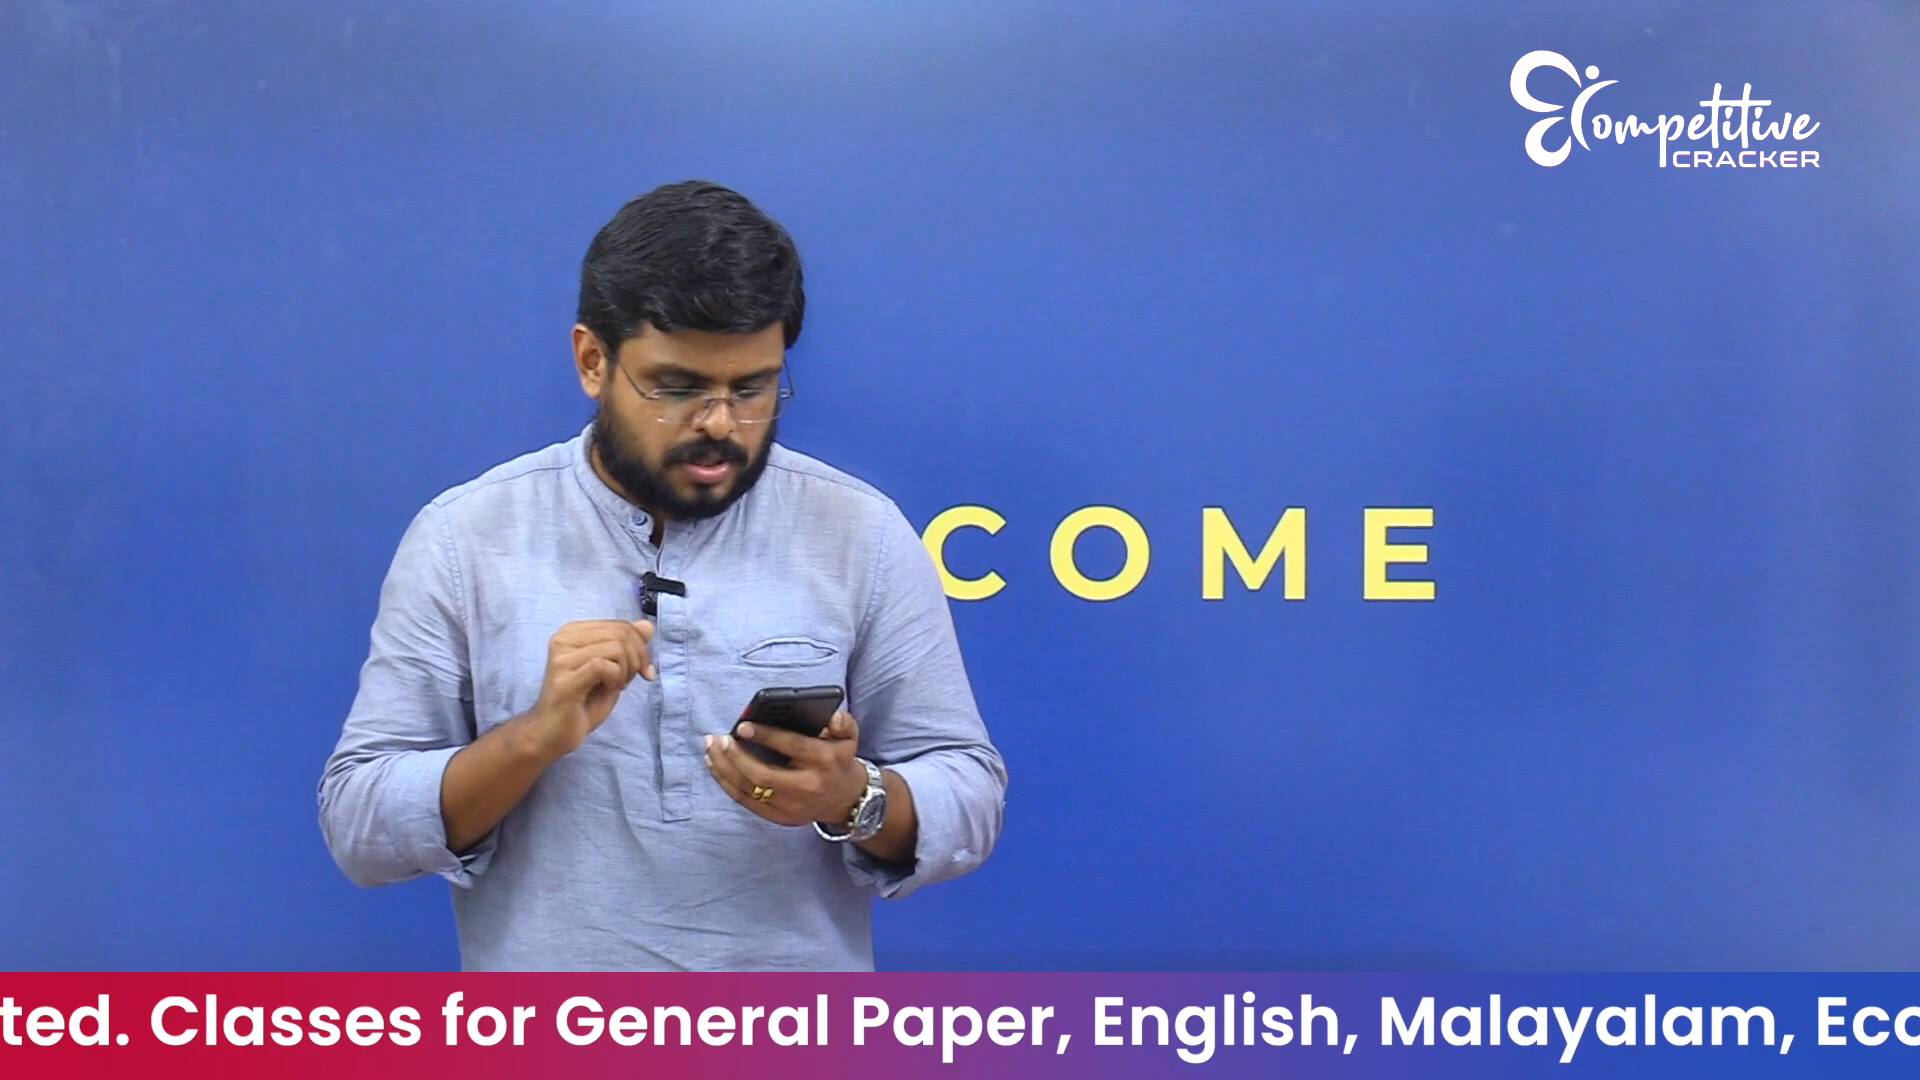 Competitive
CRACKER
COME
ted. Classes for General Paper, English, Malayalam, Eco